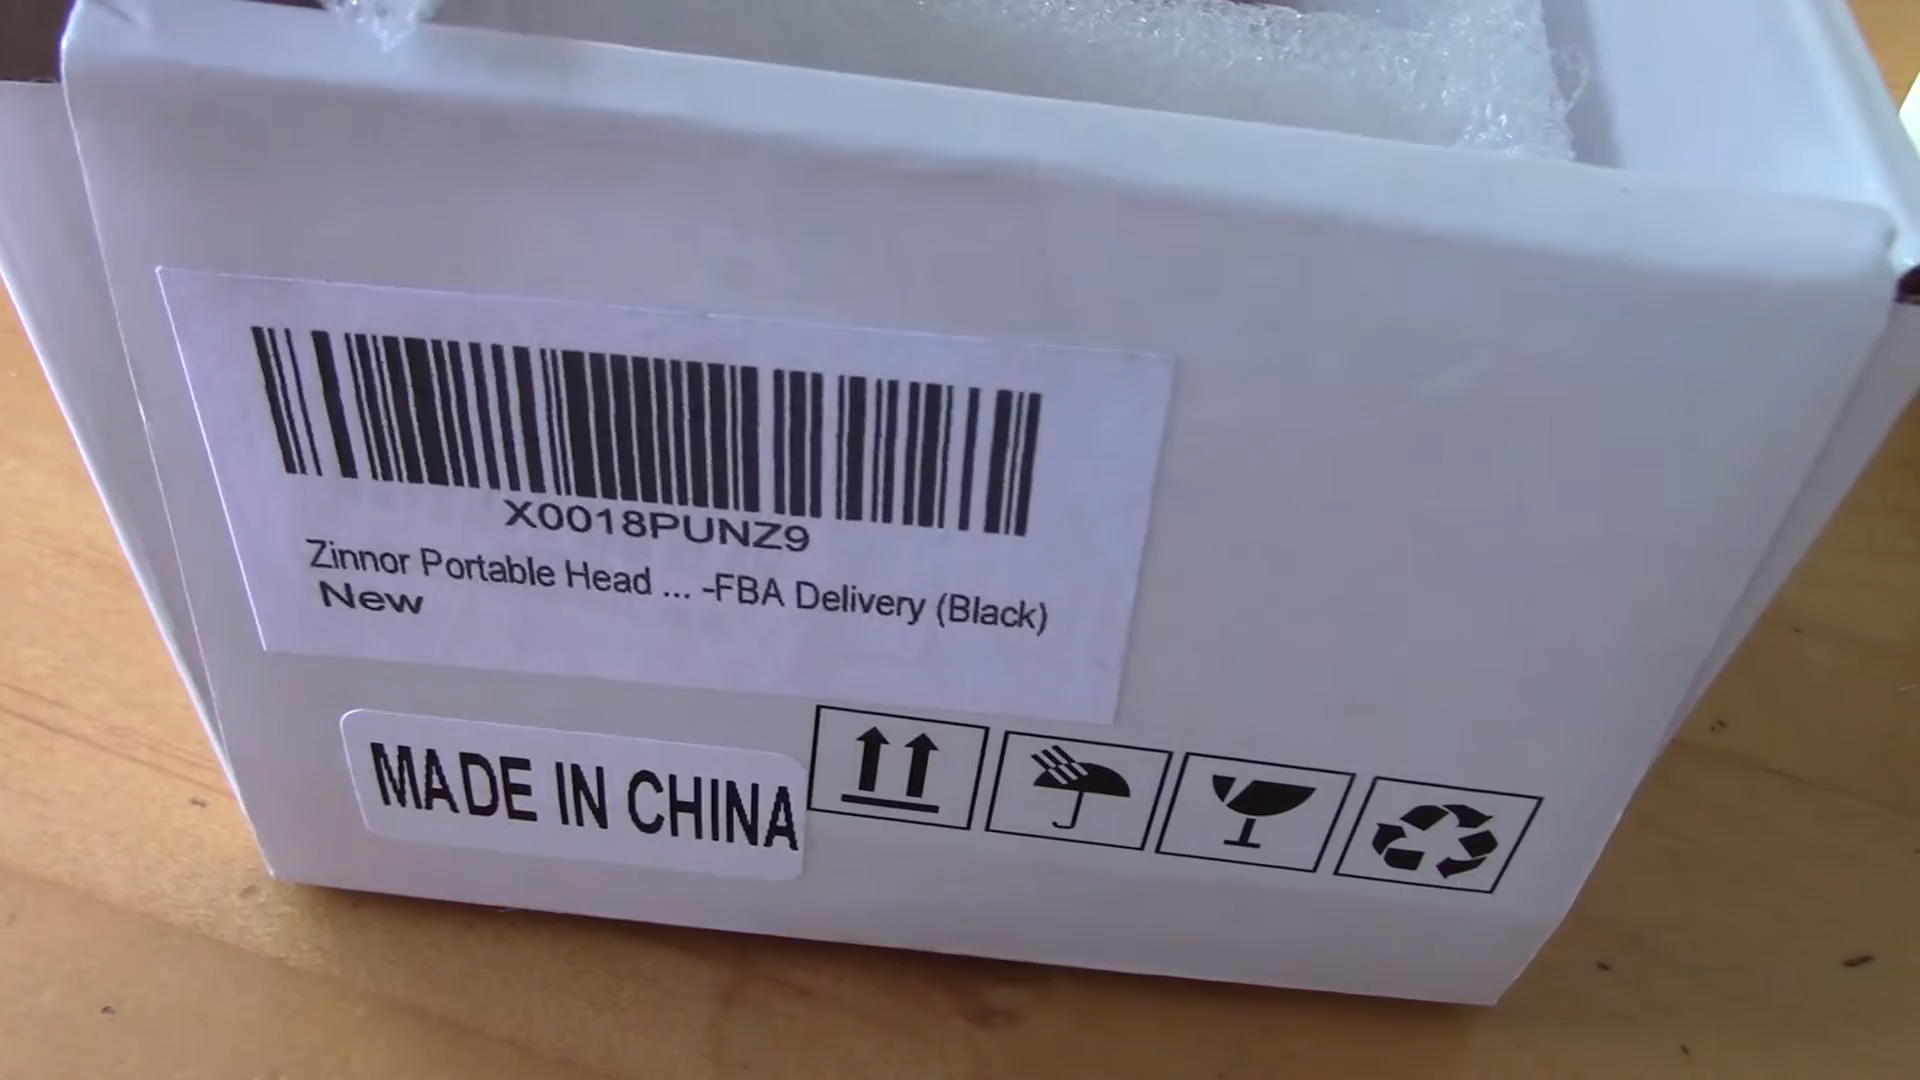 X0018PUNZ9
Zinnor Portable Head ... -FBA Delivery (Black)
New
MADE IN CHINA